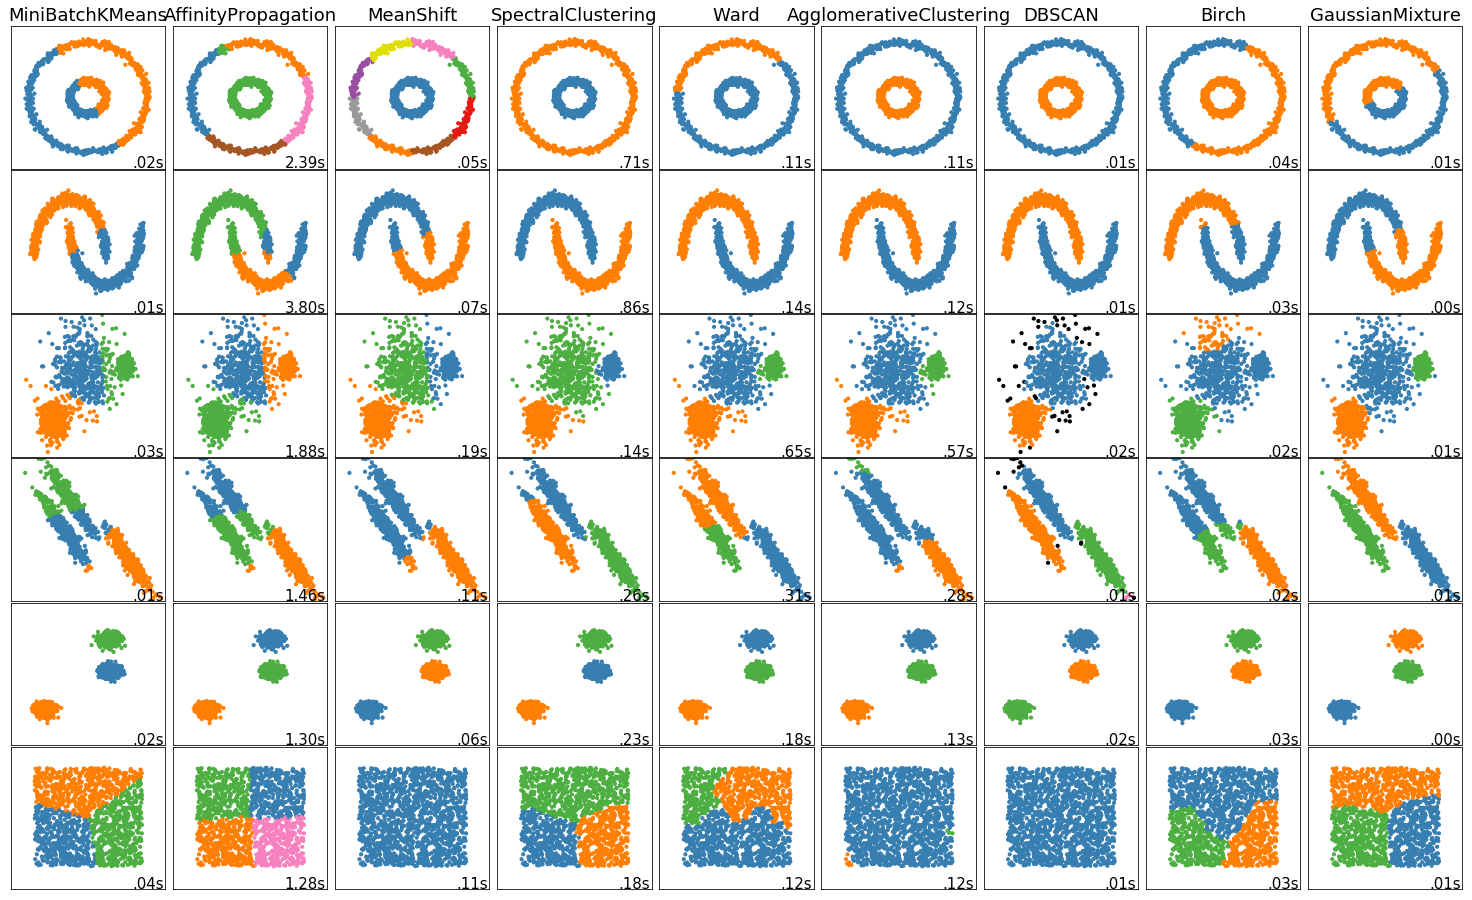 MiniBatchKMeans AffinityPropagation MeanShift SpectralClustering Ward AgglomerativeClustering DBSCAN Birch GaussianMixture
.02s 2.39s .05s .71s .11s .11s .01s .04s .01s
.01s 3.80s .07s .86s .14s .12s .01s .03s .00s
.03s 1.88s .19s .14s .65s .57s .02s .02s .01s
.01s 1.46s .11s .26s .31s .28s .01s .02s .01s
.02s 1.30s .06s .23s .18s .13s .02s .03s .00s
.04s 1.28s .11s .18s .12s .12s .01s .03s .01s